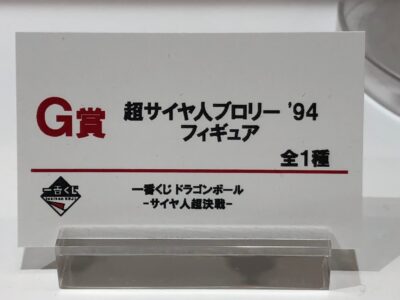 G賞
超サイヤ人ブロリー '94
フィギュア
全1種
一番くじ
一番くじ ドラゴンボール
-サイヤ人超決戦-